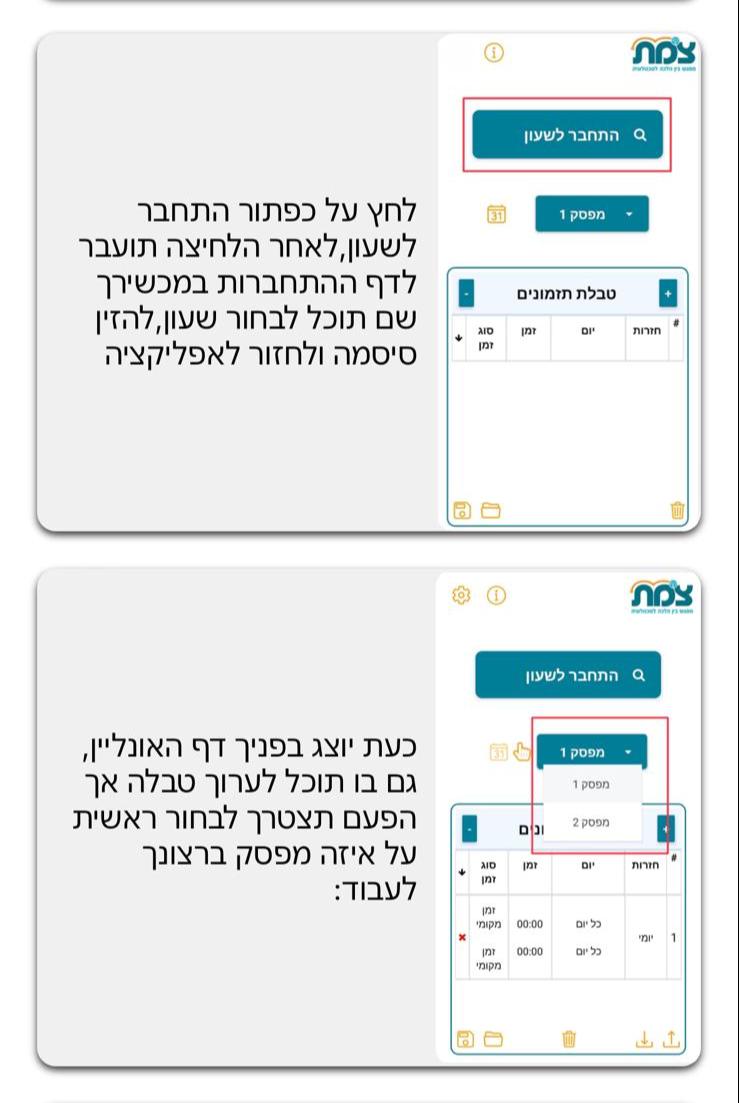 צמת
מפגש בין הלכה לטכנולוגיה
התחבר לשעון
31
מפסק 1
+
טבלת תזמונים
-
#
חזרות
יום
זמן
סוג
זמן
לחץ על כפתור התחבר
לשעון,לאחר הלחיצה תועבר
לדף ההתחברות במכשירך
שם תוכל לבחור שעון,להזין
סיסמה ולחזור לאפליקציה
צמת
מפגש בין הלכה לטכנולוגיה
התחבר לשעון
31
מפסק 1
מפסק 1
מפסק 2
+
ונים
-
#
חזרות
יום
זמן
סוג
זמן
1
יומי
כל יום
00:00
זמן
מקומי
כל יום
00:00
זמן
מקומי
כעת יוצג בפניך דף האונליין,
גם בו תוכל לערוך טבלה אך
הפעם תצטרך לבחור ראשית
על איזה מפסק ברצונך
לעבוד: